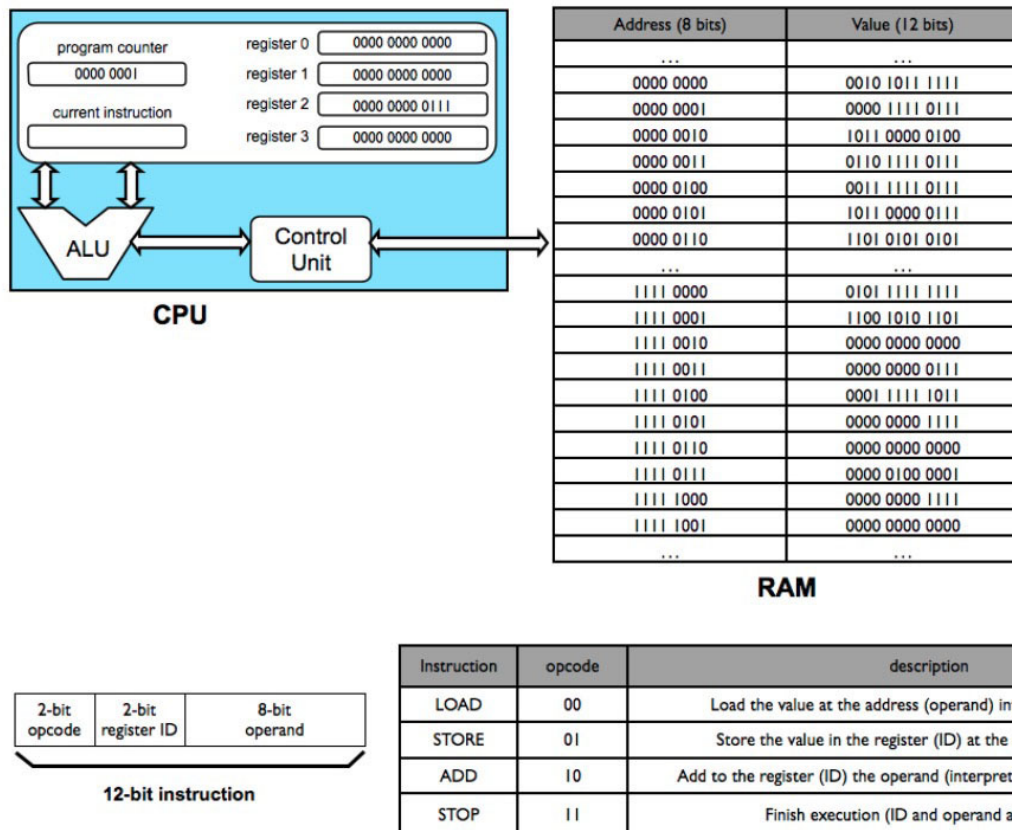 program counter
0000 0001
current instruction
register 0 0000 0000 0000
register 1 0000 0000 0000
register 2 0000 0000 0111
register 3 0000 0000 0000
ALU
Control
Unit
CPU
Address (8 bits) Value (12 bits)
... ...
0000 0000 0010 1011 1111
0000 0001 0000 1111 0111
0000 0010 1011 0000 0100
0000 0011 0110 1111 0111
0000 0100 0011 1111 0111
0000 0101 1011 0000 0111
0000 0110 1101 0101 0101
... ...
1111 0000 0101 1111 1111
1111 0001 1100 1010 1101
1111 0010 0000 0000 0000
1111 0011 0000 0000 0111
1111 0100 0001 1111 1011
1111 0101 0000 0000 1111
1111 0110 0000 0000 0000
1111 0111 0000 0100 0001
1111 1000 0000 0000 1111
1111 1001 0000 0000 0000
... ...
RAM
2-bit
opcode
2-bit
register ID
8-bit
operand
12-bit instruction
Instruction opcode description
LOAD 00 Load the value at the address (operand)
STORE 01 Store the value in the register (ID) at the
ADD 10 Add to the register (ID) the operand
STOP 11 Finish execution (ID and operand